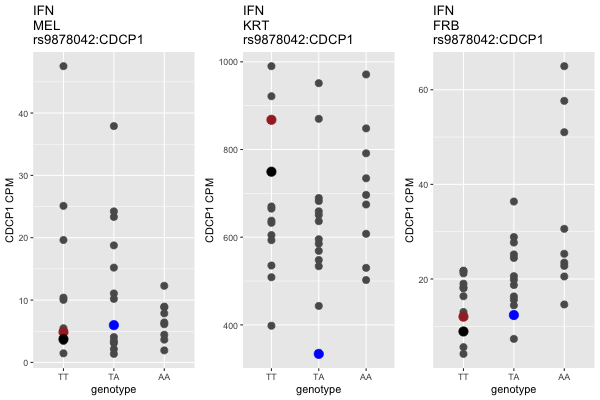 IFN
MEL
rs9878042:CDCP1
CDCP1 CPM
40
30
20
10
0
TT TA AA
genotype
IFN
KRT
rs9878042:CDCP1
CDCP1 CPM
1000
800
600
400
TT TA AA
genotype
IFN
FRB
rs9878042:CDCP1
CDCP1 CPM
60
40
20
TT TA AA
genotype